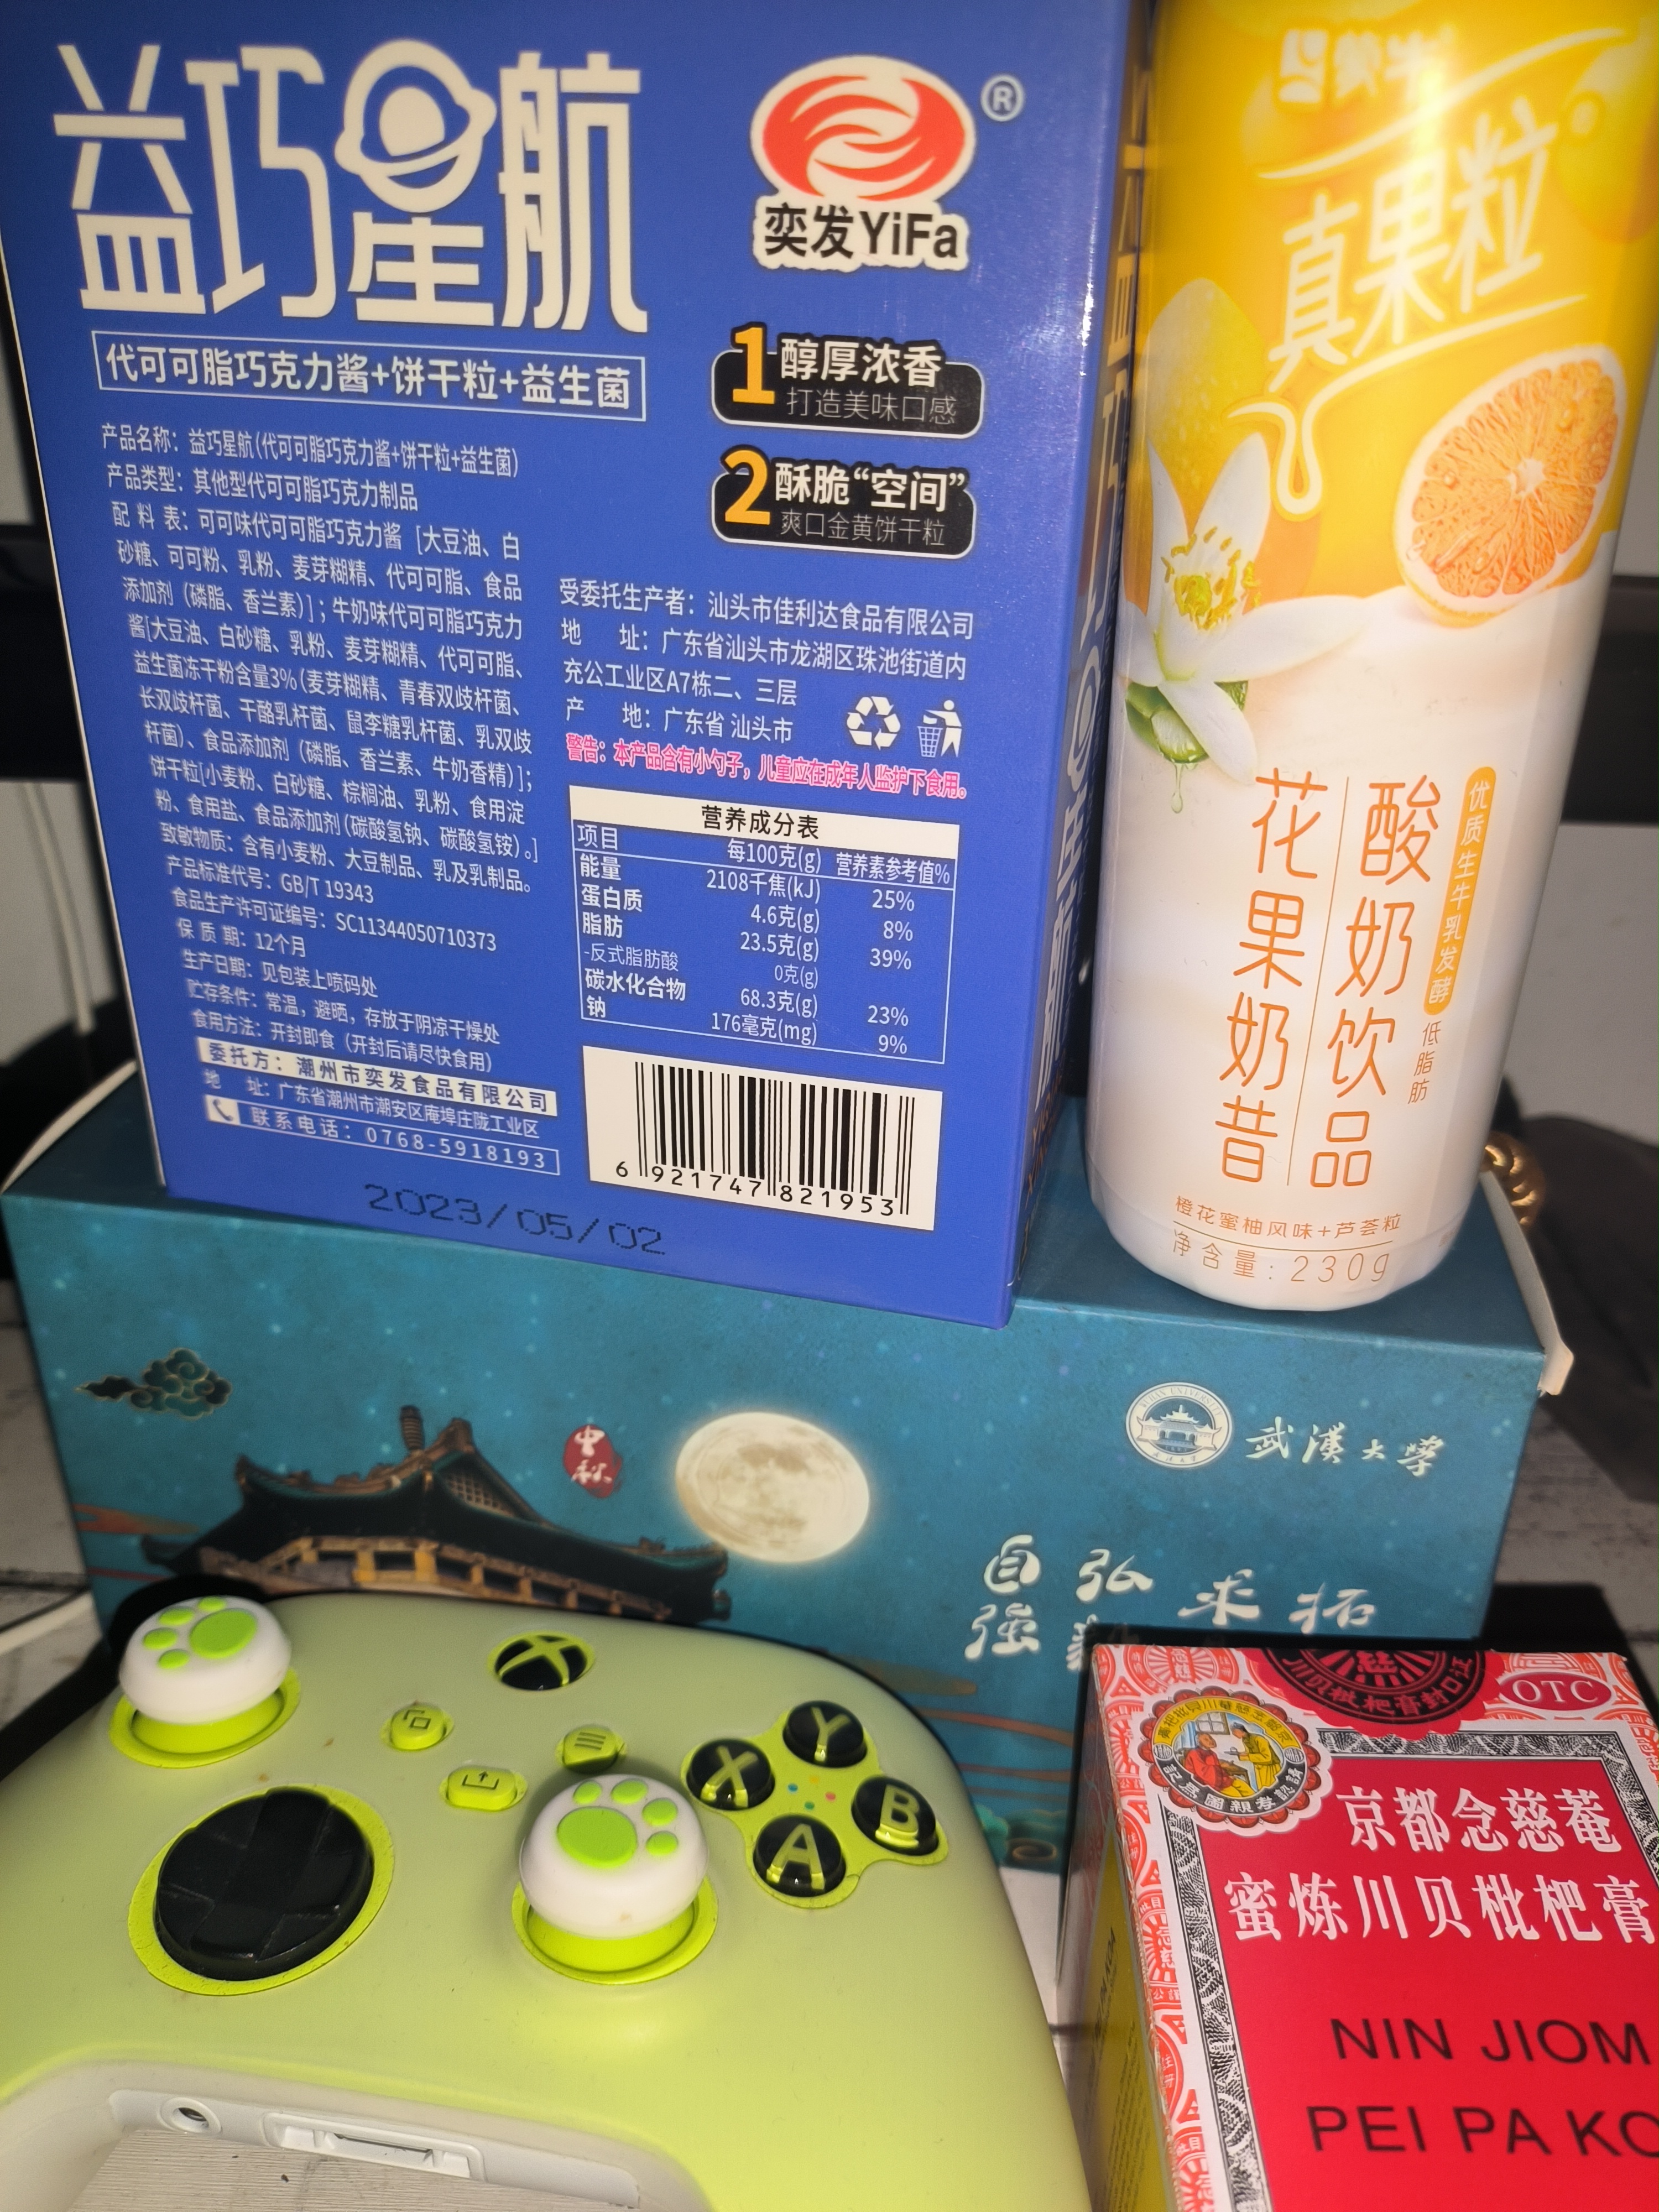 益巧星航
代可可脂巧克力酱+饼干粒+益生菌
产品名称：益巧星航(代可可脂巧克力酱+饼干粒+益生菌)
产品类型：其他型代可可脂巧克力制品
配 料 表：可可味代可可脂巧克力酱 [大豆油、白
砂糖、可可粉、乳粉、麦芽糊精、代可可脂、食品
添加剂（磷脂、香兰素)]；牛奶味代可可脂巧克力
酱[大豆油、白砂糖、乳粉、麦芽糊精、代可可脂、
益生菌冻干粉含量3%(麦芽糊精、青春双歧杆菌、
长双歧杆菌、干酪乳杆菌、鼠李糖乳杆菌、乳双歧
杆菌)、食品添加剂（磷脂、香兰素、牛奶香精)]；
饼干粒[小麦粉、白砂糖、棕榈油、乳粉、食用淀
粉、食用盐、食品添加剂(碳酸氢钠、碳酸氢铵)。]
致敏物质：含有小麦粉、大豆制品、乳及乳制品。
产品标准代号：GB/T 19343
食品生产许可证编号：SC11344050710373
保 质 期：12个月
生产日期：见包装上喷码处
贮存条件：常温，避晒，存放于阴凉干燥处
食用方法：开封即食（开封后请尽快食用）
委托方：潮州市奕发食品有限公司
地 址：广东省潮州市潮安区庵埠庄陇工业区
联系电话：0768-5918193
2023/05/02
奕发YiFa
®
1 醇厚浓香
打造美味口感
2 酥脆“空间”
爽口金黄饼干粒
受委托生产者：汕头市佳利达食品有限公司
地 址：广东省汕头市龙湖区珠池街道内
充公工业区A7栋二、三层
产 地：广东省 汕头市
警告：本产品含有小勺子，儿童应在成年人监护下食用。
营养成分表
项目 每100克(g) 营养素参考值%
能量 2108千焦(kJ) 25%
蛋白质 4.6克(g) 8%
脂肪 23.5克(g) 39%
-反式脂肪酸 0克(g)
碳水化合物 68.3克(g) 23%
钠 176毫克(mg) 9%
6 921747 821953
蒙牛
真果粒
花果奶昔
酸奶饮品
优质生牛乳发酵
低脂肪
橙花蜜柚风味+芦荟粒
净含量：230g
中秋
WUHAN UNIVERSITY
武漢大學
自强
弘
求
拓
X
Y
B
A
川贝枇杷膏封口证
OTC
京都念慈菴
蜜炼川贝枇杷膏
NIN JIOM
PEI PA KO